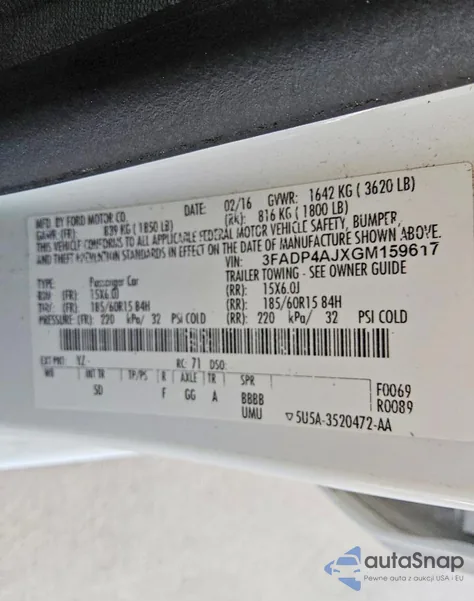 MFD. BY FORD MOTOR CO. DATE: 02/16 GVWR: 1642 KG ( 3620 LB)
GAWR: (FR): 839 KG ( 1850 LB) (RR): 816 KG ( 1800 LB)
THIS VEHICLE CONFORMS TO ALL APPLICABLE FEDERAL MOTOR VEHICLE SAFETY, BUMPER,
AND THEFT PREVENTION STANDARDS IN EFFECT ON THE DATE OF MANUFACTURE SHOWN ABOVE.
VIN: 3FADP4AJXGM159617
TYPE: Passenger Car TRAILER TOWING - SEE OWNER GUIDE
RIM: (FR): 15X6.0J (RR): 15X6.0J
TIRE: (FR): 185/60R15 84H (RR): 185/60R15 84H
PRESSURE: (FR): 220 kPa/ 32 PSI COLD (RR): 220 kPa/ 32 PSI COLD
EXT PNT: YZ - RC: 71 DSO:
WB INT TR TP/PS R AXLE TR SPR
SD F GG A BBBB F0069
UMU R0089
5U5A-3520472-AA
autaSnap
Pewne auta z aukcji USA i EU